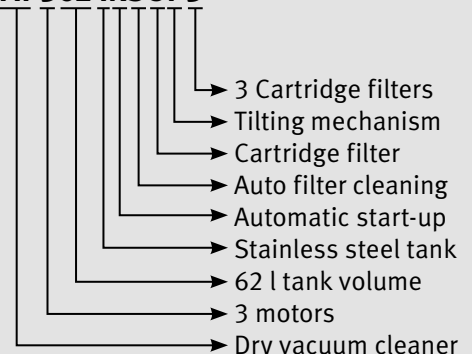 3 Cartridge filters
Tilting mechanism
Cartridge filter
Auto filter cleaning
Automatic start-up
Stainless steel tank
62 l tank volume
3 motors
Dry vacuum cleaner